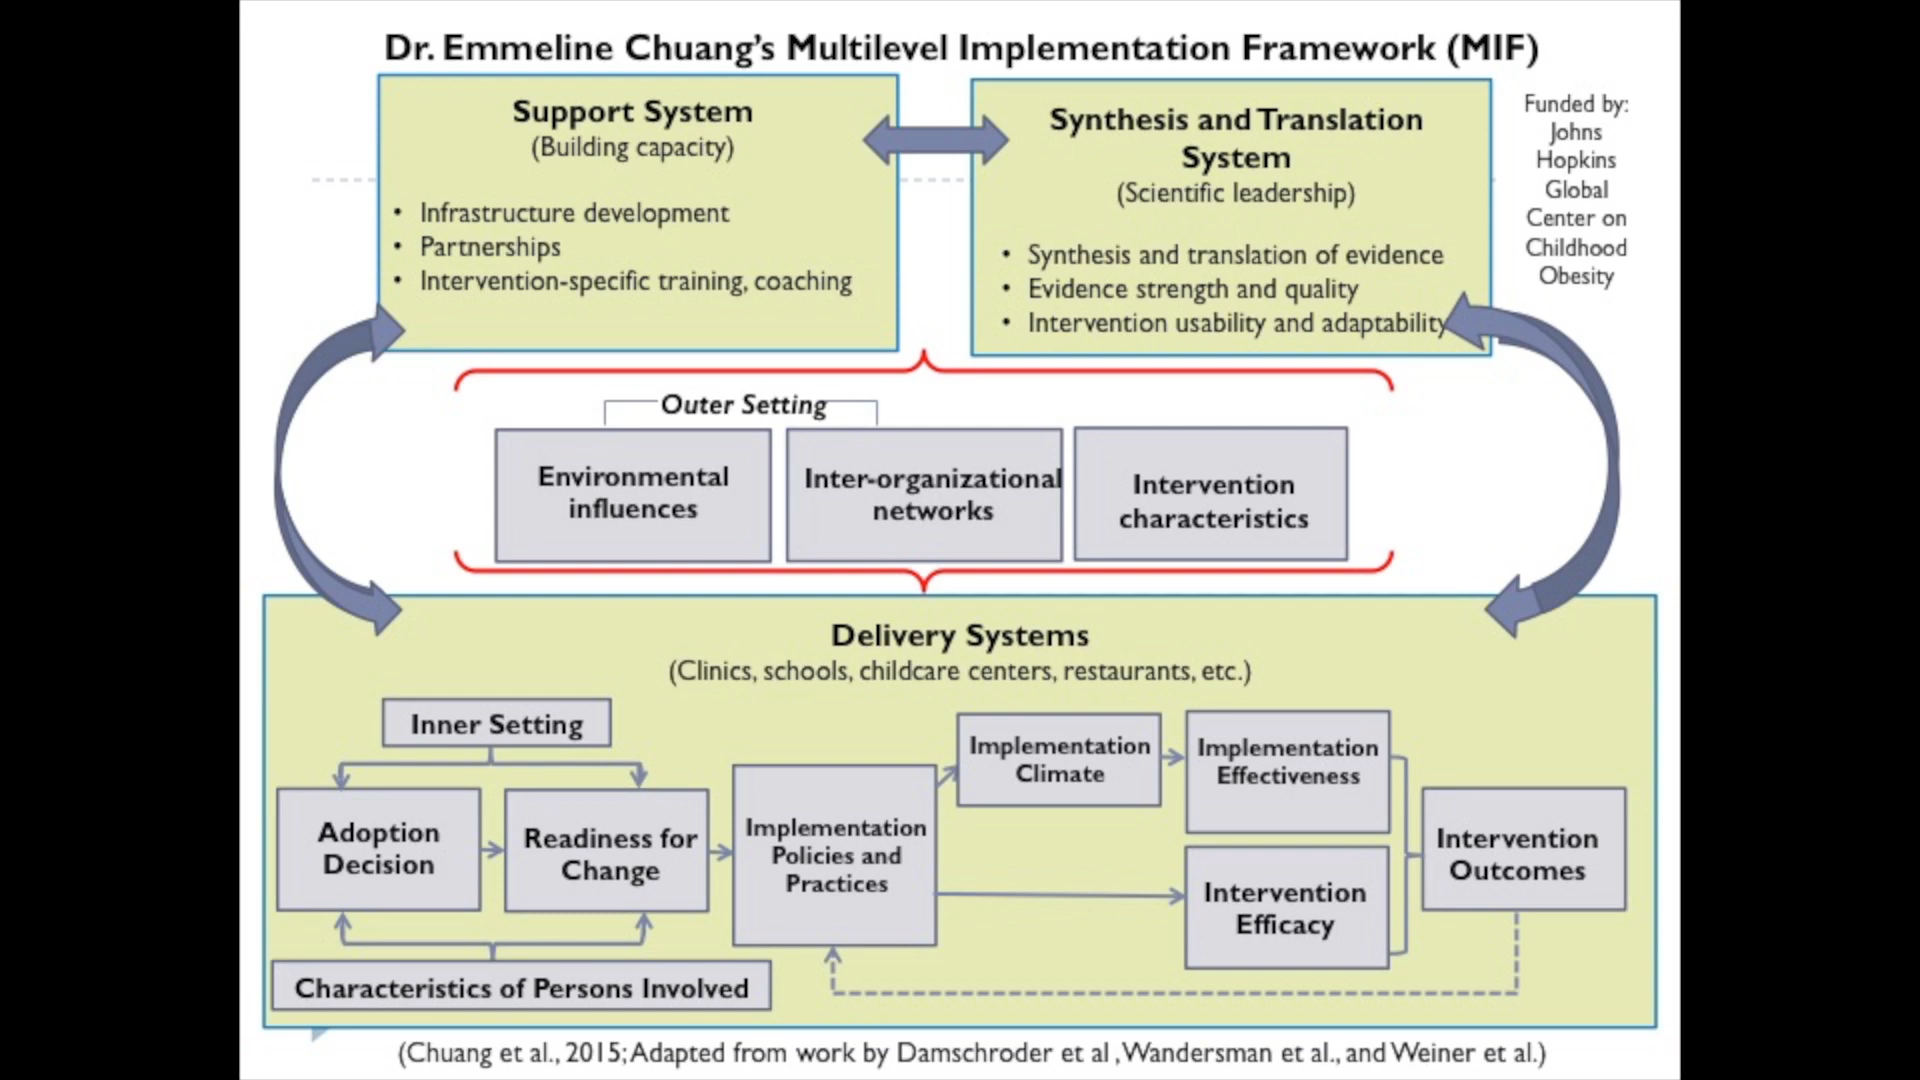 Dr. Emmeline Chuang's Multilevel Implementation Framework (MIF)
Support System
(Building capacity)
• Infrastructure development
• Partnerships
• Intervention-specific training, coaching
Synthesis and Translation
System
(Scientific leadership)
• Synthesis and translation of evidence
• Evidence strength and quality
• Intervention usability and adaptability
Funded by:
Johns
Hopkins
Global
Center on
Childhood
Obesity
Outer Setting
Environmental
influences
Inter-organizational
networks
Intervention
characteristics
Delivery Systems
(Clinics, schools, childcare centers, restaurants, etc.)
Inner Setting
Adoption
Decision
Readiness for
Change
Characteristics of Persons Involved
Implementation
Policies and
Practices
Implementation
Climate
Implementation
Effectiveness
Intervention
Efficacy
Intervention
Outcomes
(Chuang et al., 2015; Adapted from work by Damschroder et al , Wandersman et al., and Weiner et al.)